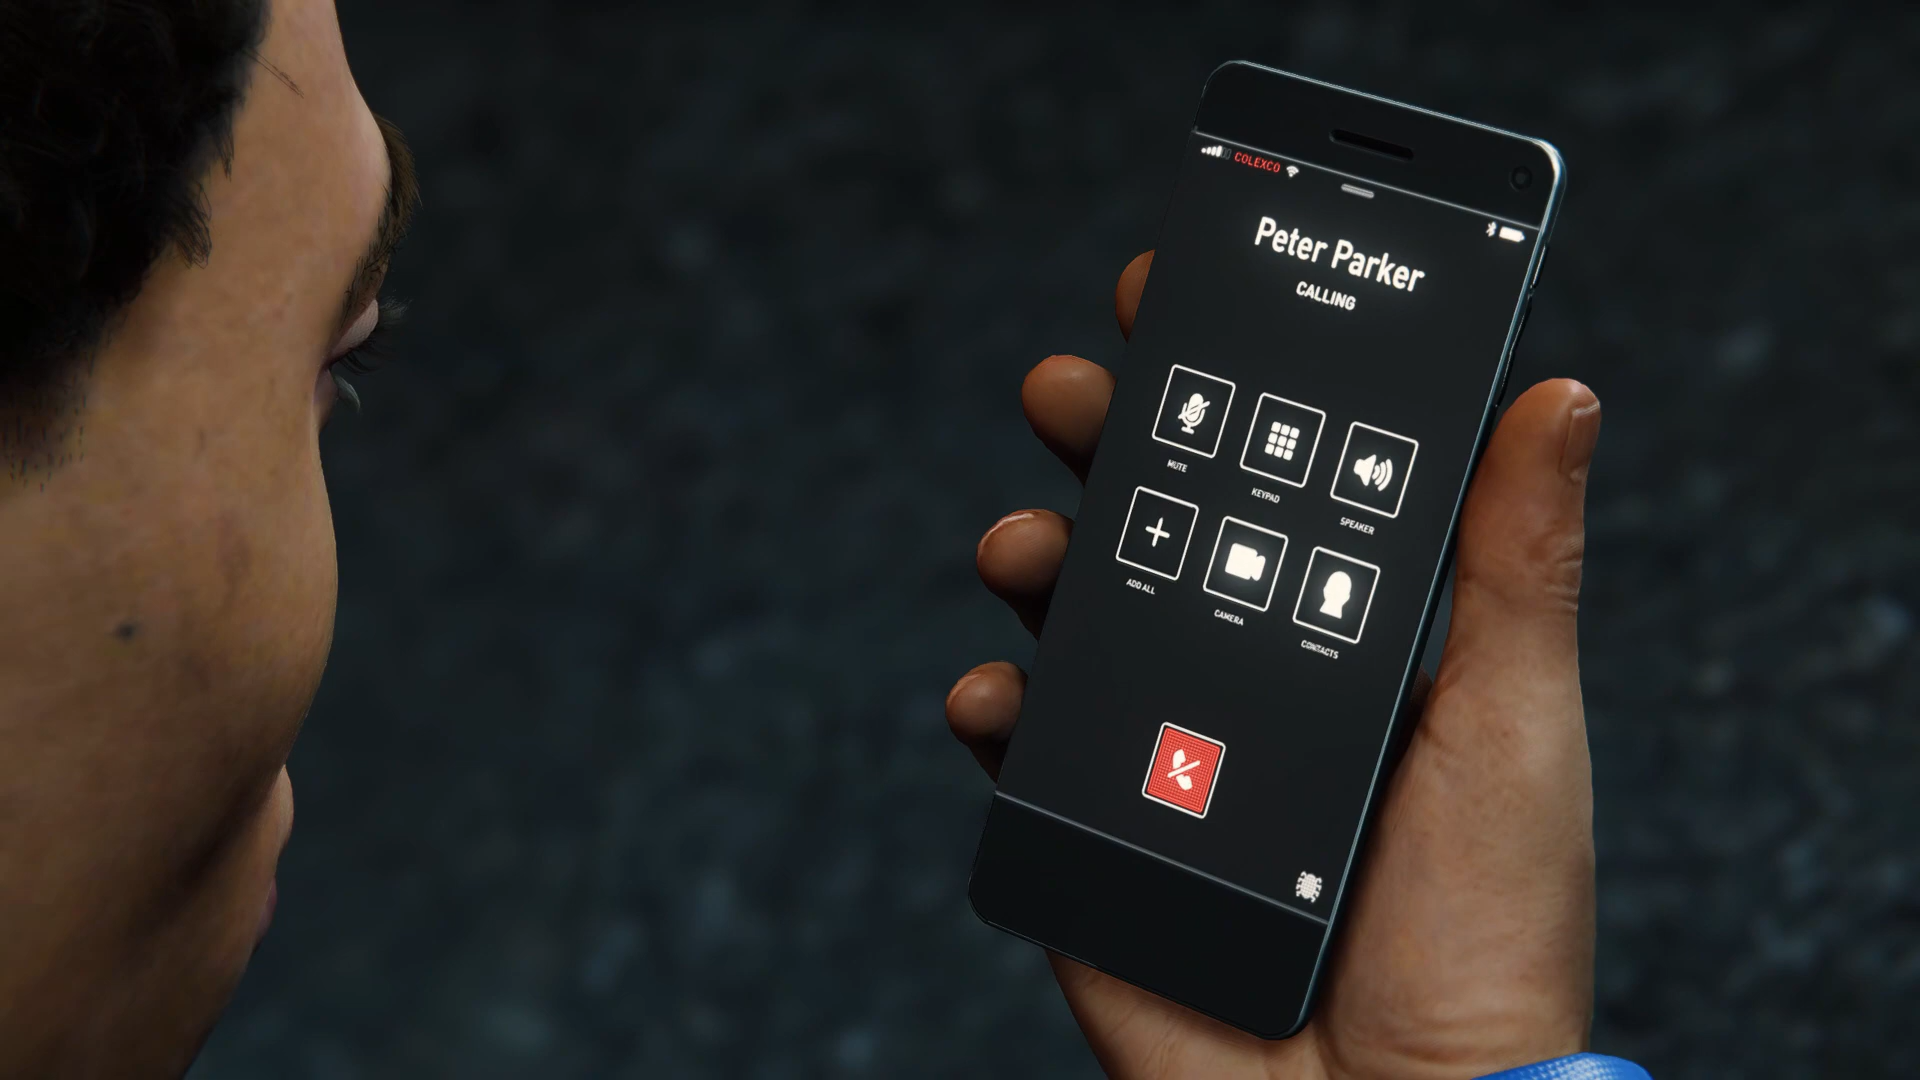 COLEXCO
Peter Parker
CALLING
MUTE
KEYPAD
SPEAKER
ADD ALL
CAMERA
CONTACTS